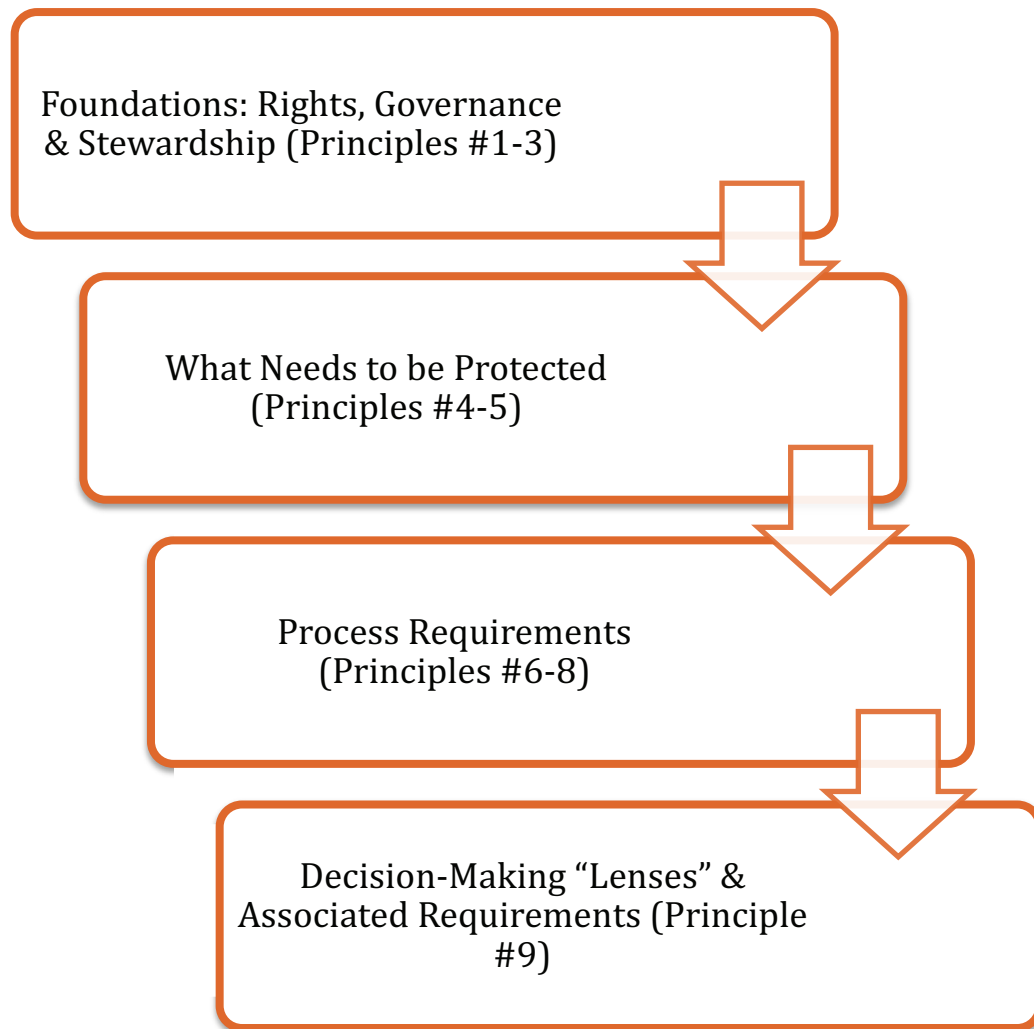 Foundations: Rights, Governance
& Stewardship (Principles #1-3)
What Needs to be Protected
(Principles #4-5)
Process Requirements
(Principles #6-8)
Decision-Making “Lenses” &
Associated Requirements (Principle
#9)